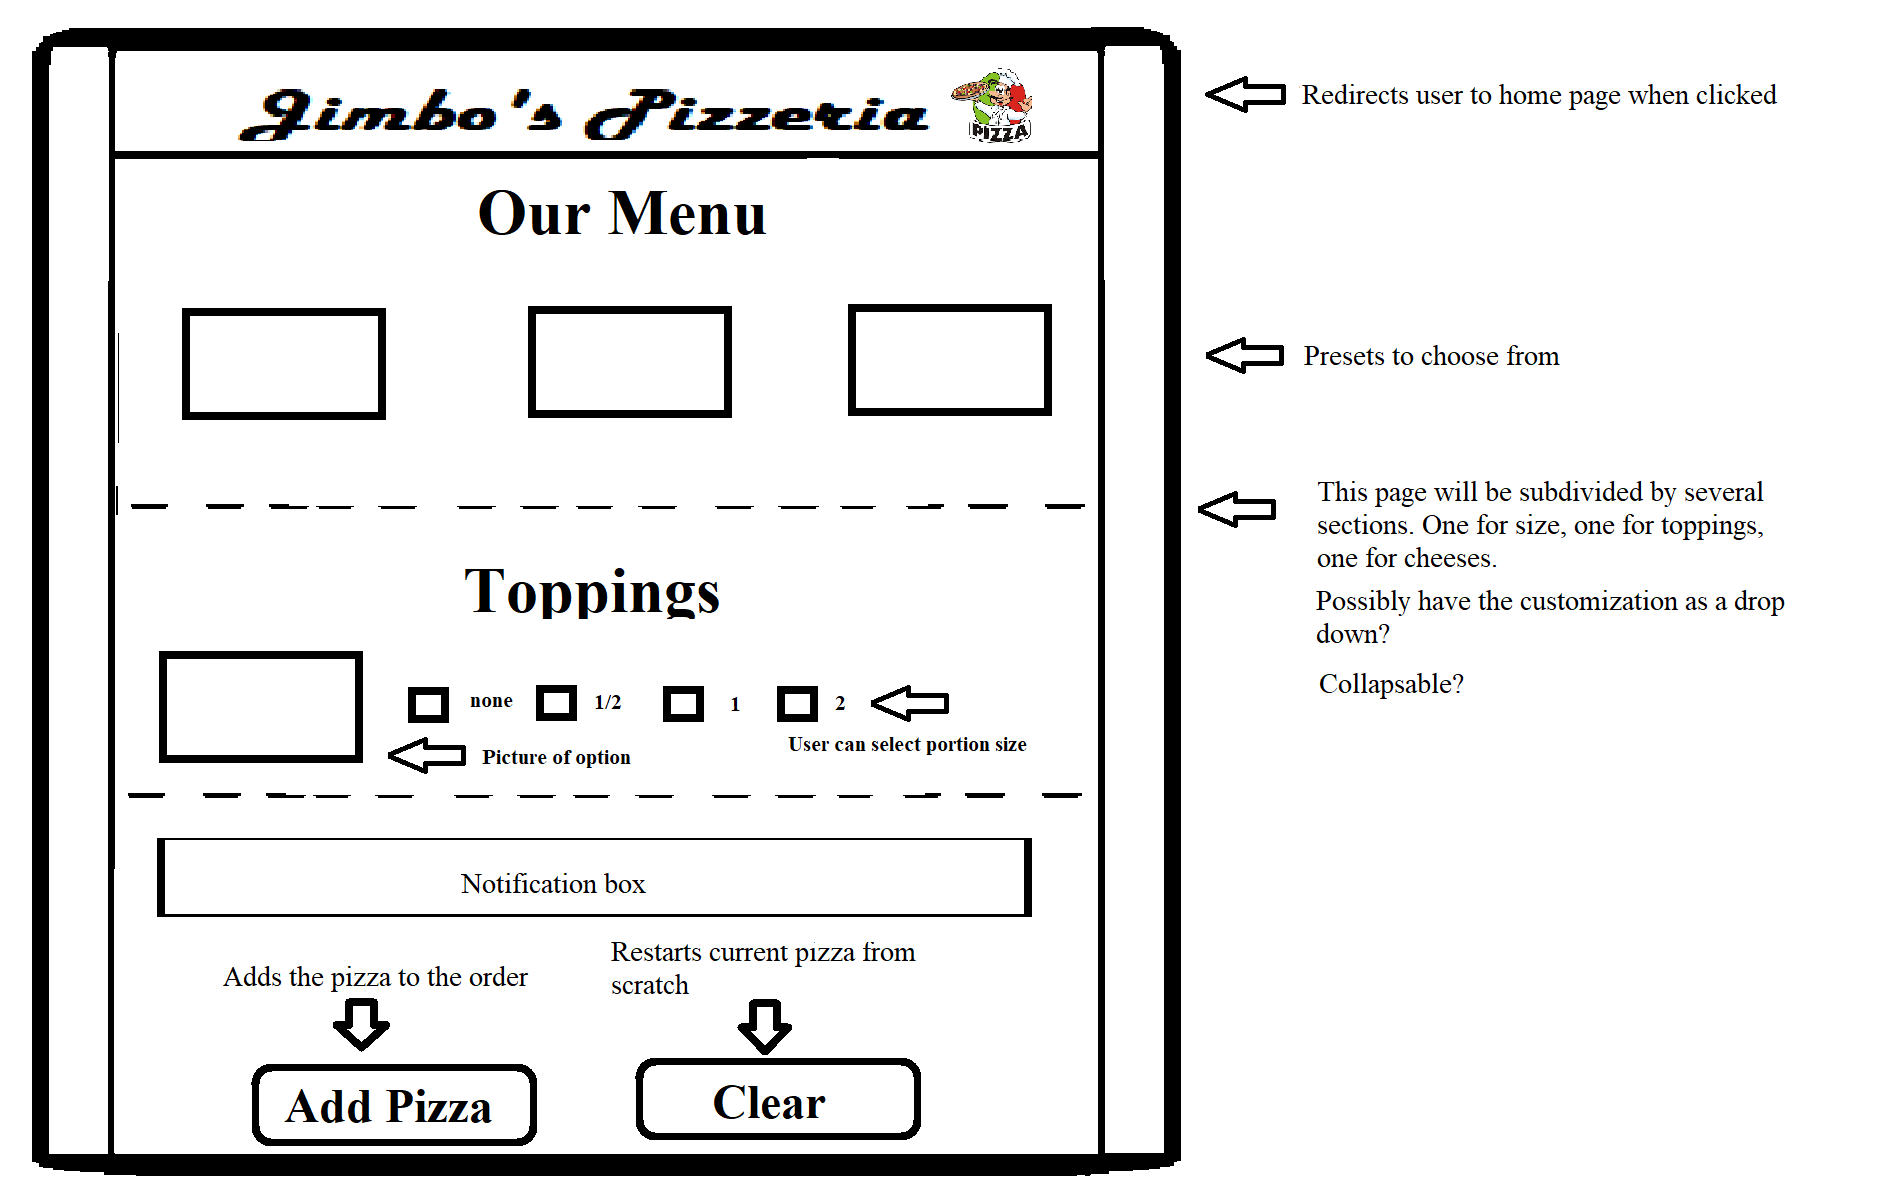 Jimbo's Pizzeria
PIZZA
Redirects user to home page when clicked
Our Menu
Presets to choose from
This page will be subdivided by several
sections. One for size, one for toppings,
one for cheeses.
Possibly have the customization as a drop
down?
Collapsable?
Toppings
none
1/2
1
2
User can select portion size
Picture of option
Notification box
Adds the pizza to the order
Restarts current pizza from
scratch
Add Pizza
Clear